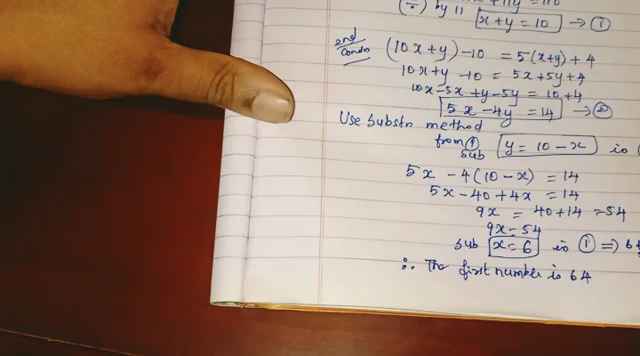 (÷) by 11 x+y=10 → ①
2nd Condn (10x+y)-10 = 5(x+y)+4
10x+y-10 = 5x+5y+4
10x-5x+y-5y=10+4
5x-4y=14 → ②
Use Substn method
from ① y=10-x in
sub
5x-4(10-x)=14
5x-40+4x=14
9x = 40+14 =54
9x=54
sub x=6 in ① ⇒ 6
∴ The first number is 64